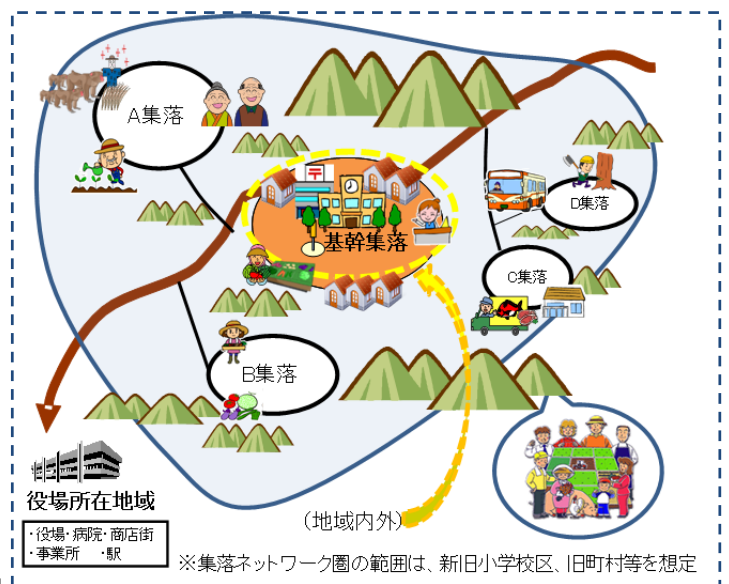 A集落
〒
基幹集落
D集落
C集落
B集落
役場所在地域
・役場・病院・商店街
・事業所 ・駅
(地域内外)
※集落ネットワーク圏の範囲は、新旧小学校区、旧町村等を想定